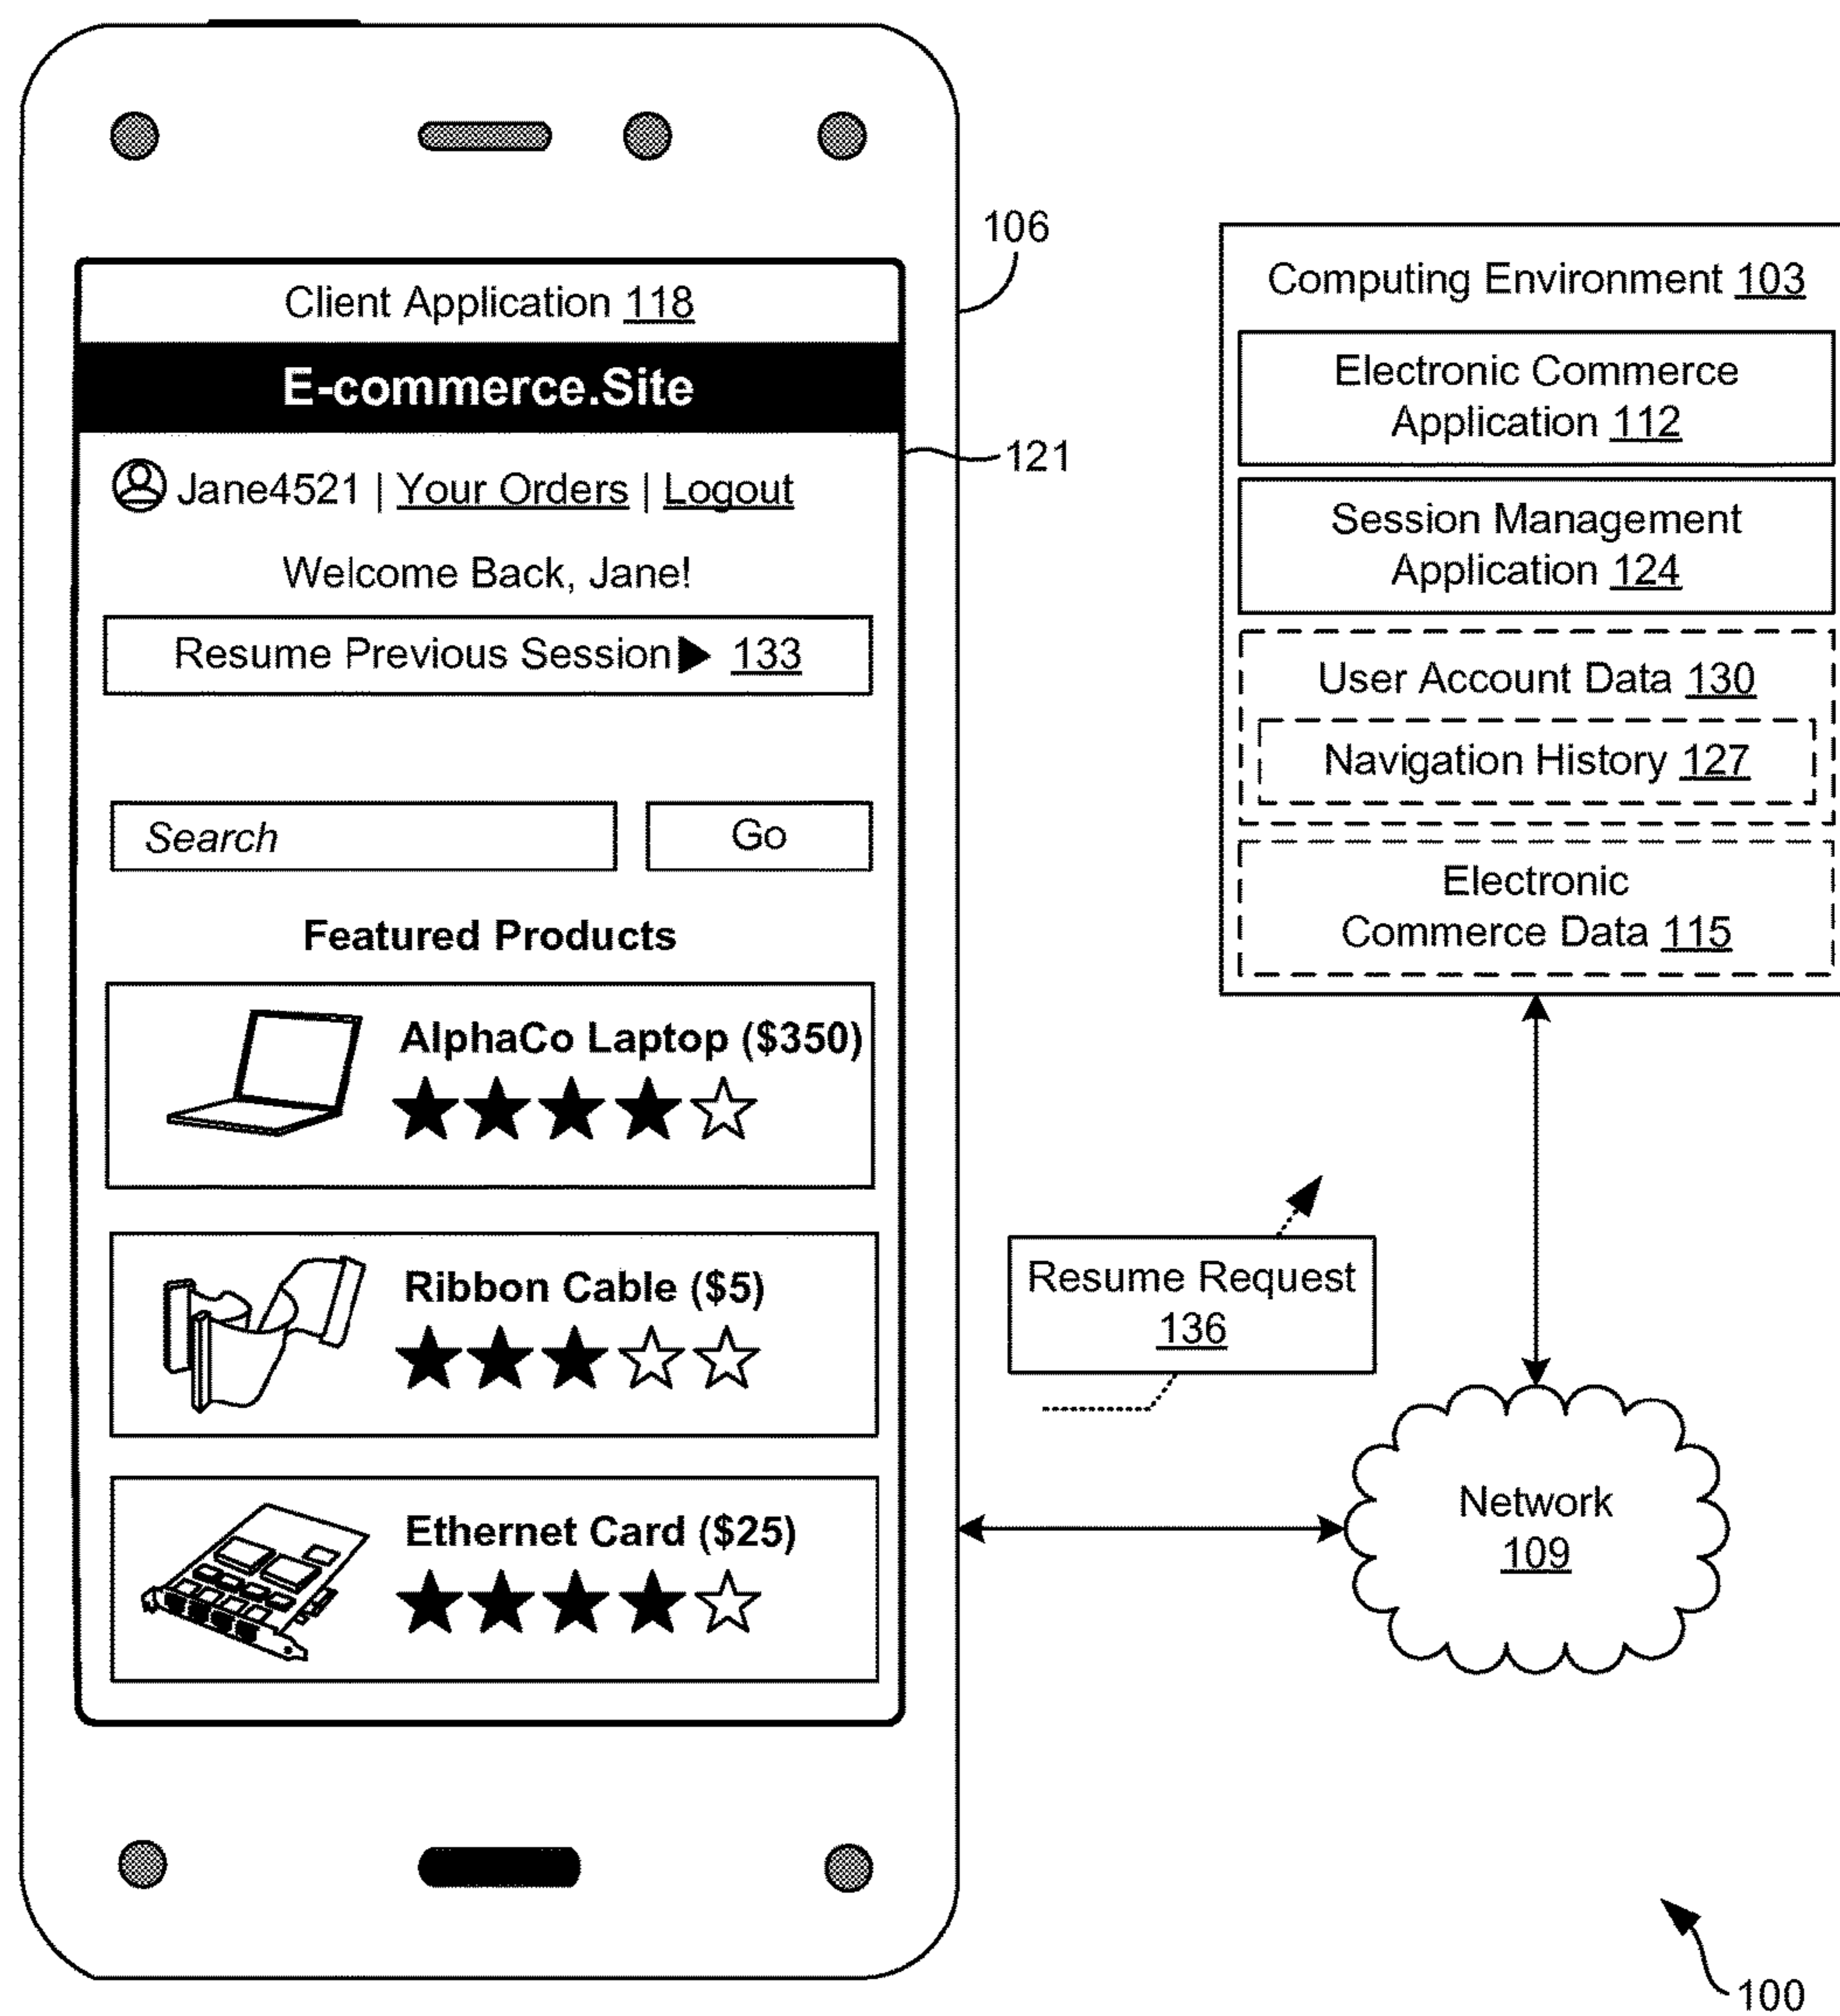 Client Application 118
E-commerce.Site
Jane4521 | Your Orders | Logout
Welcome Back, Jane!
Resume Previous Session 133
Search
Go
Featured Products
AlphaCo Laptop ($350)
Ribbon Cable ($5)
Ethernet Card ($25)
106
121
Computing Environment 103
Electronic Commerce
Application 112
Session Management
Application 124
User Account Data 130
Navigation History 127
Electronic
Commerce Data 115
Resume Request
136
Network
109
100